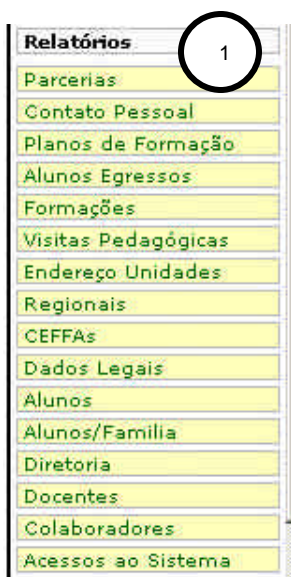 Relatórios
1
Parcerias
Contato Pessoal
Planos de Formação
Alunos Egressos
Formações
Visitas Pedagógicas
Endereço Unidades
Regionais
CEFFAs
Dados Legais
Alunos
Alunos/Familia
Diretoria
Docentes
Colaboradores
Acessos ao Sistema